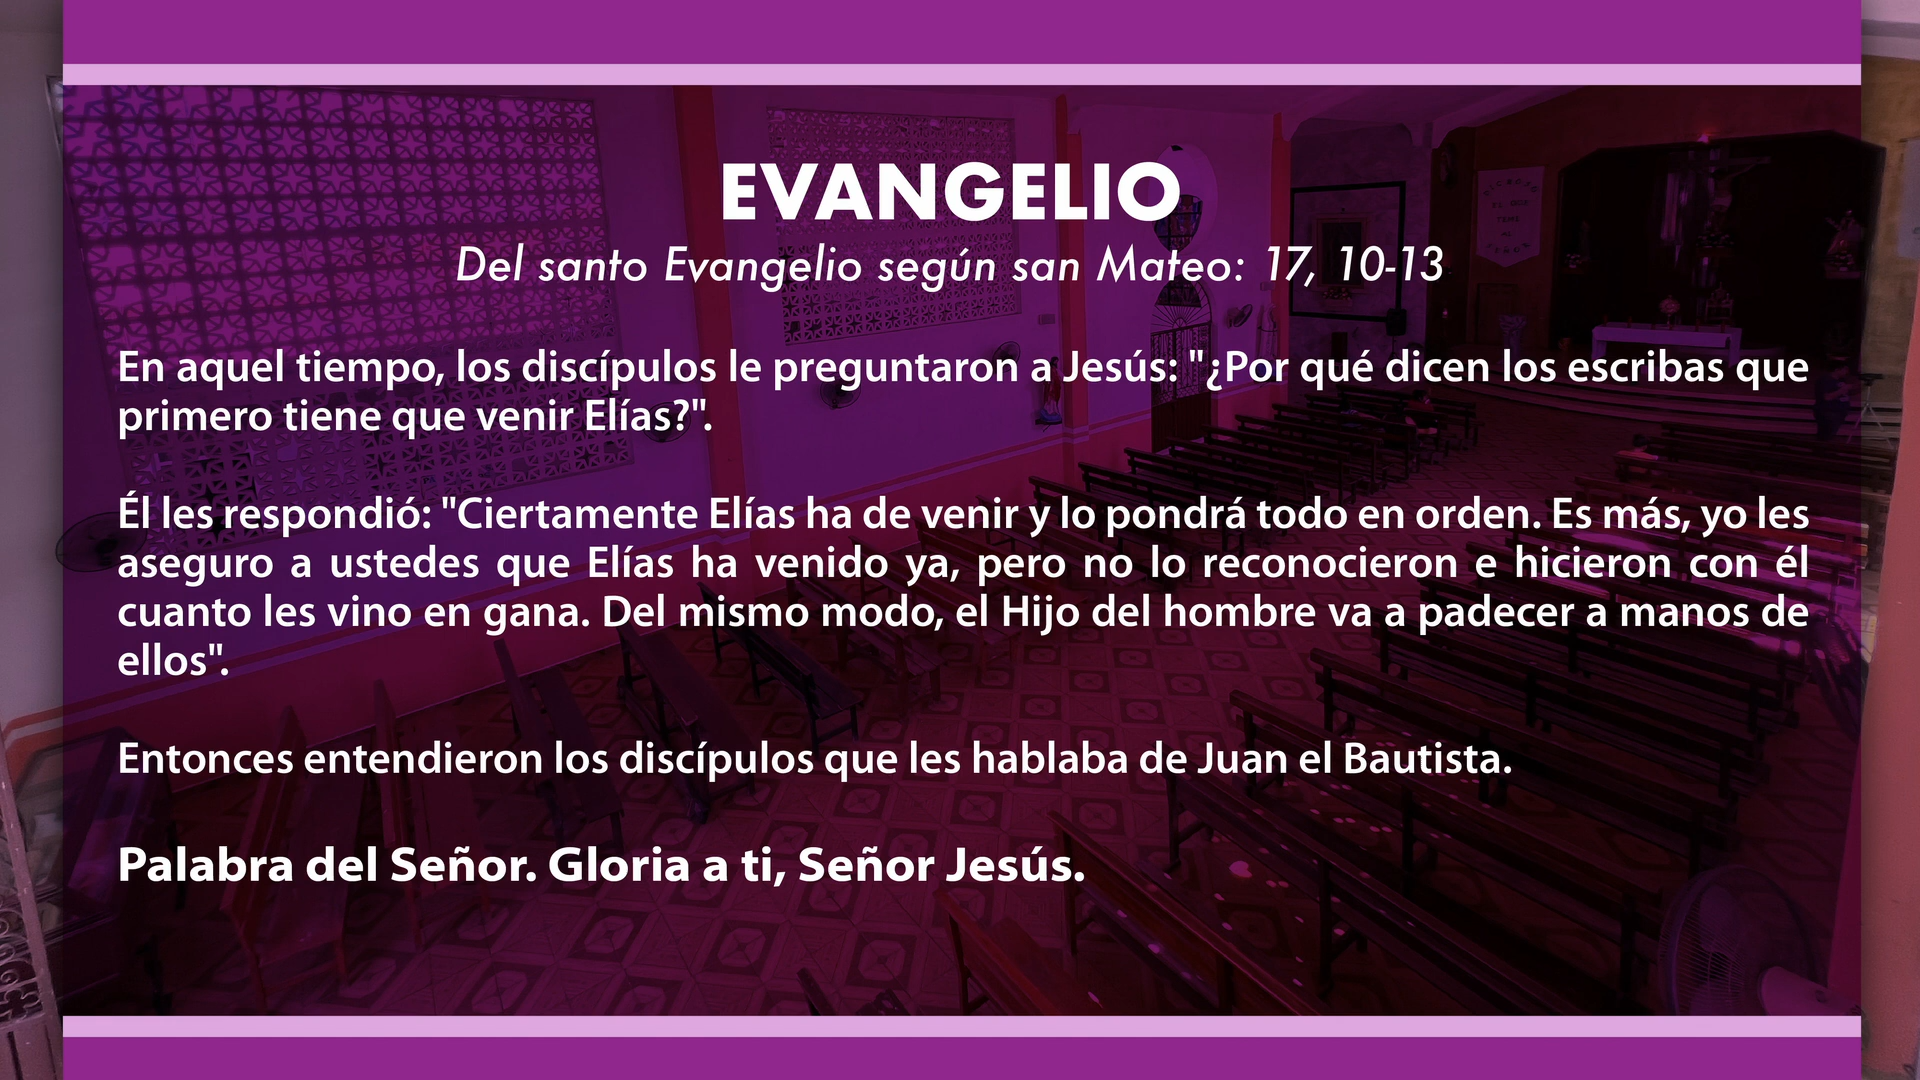 EVANGELIO
Del santo Evangelio según san Mateo: 17, 10-13
En aquel tiempo, los discípulos le preguntaron a Jesús: "¿Por qué dicen los escribas que
primero tiene que venir Elías?".
Él les respondió: "Ciertamente Elías ha de venir y lo pondrá todo en orden. Es más, yo les
aseguro a ustedes que Elías ha venido ya, pero no lo reconocieron e hicieron con él
cuanto les vino en gana. Del mismo modo, el Hijo del hombre va a padecer a manos de
ellos".
Entonces entendieron los discípulos que les hablaba de Juan el Bautista.
Palabra del Señor. Gloria a ti, Señor Jesús.